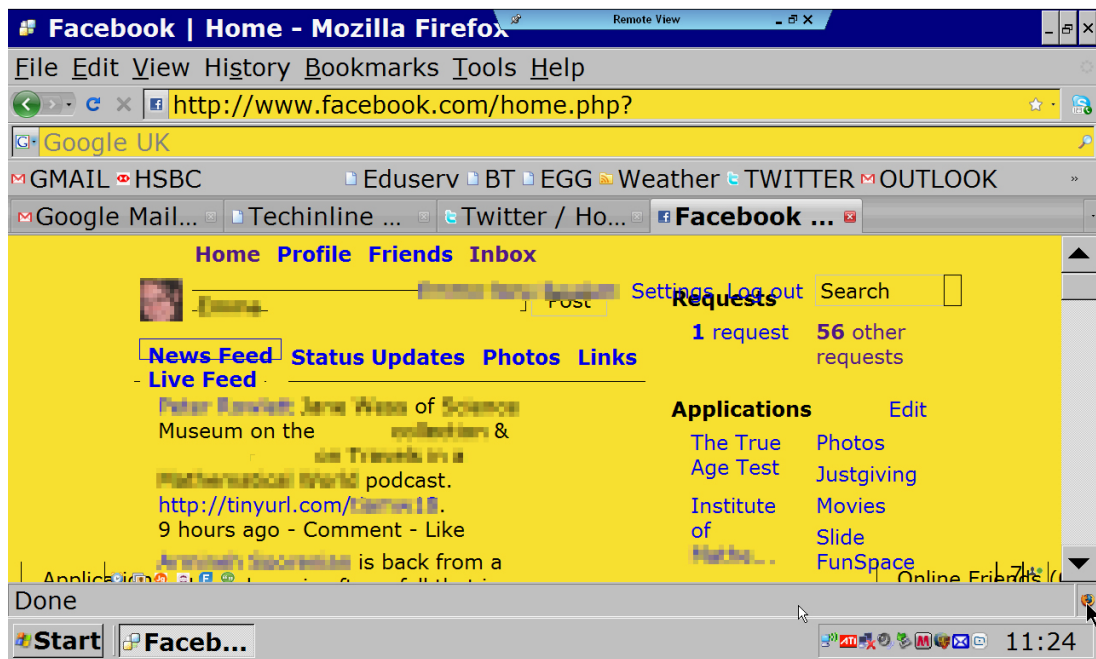 Facebook | Home - Mozilla Firefox
Remote View
File Edit View History Bookmarks Tools Help
http://www.facebook.com/home.php?
Google UK
GMAIL HSBC Eduserv BT EGG Weather TWITTER OUTLOOK »
Google Mail... Techinline ... Twitter / Ho... Facebook ...
Home Profile Friends Inbox
Settings Log out Search
Post Requests
1 request 56 other requests
News Feed Status Updates Photos Links
Live Feed
of
Museum on the &
podcast.
http://tinyurl.com/
9 hours ago - Comment - Like
is back from a
Applications Edit
The True Age Test
Photos
Justgiving
Institute of
Movies
Slide FunSpace
Online Friends
Done
Start Faceb... ATI M 11:24